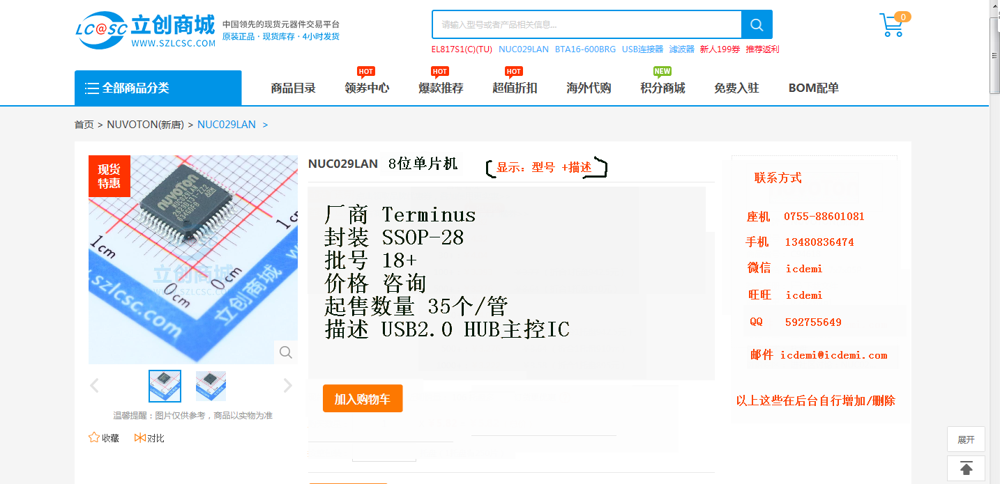 LC@SC 立创商城
WWW.SZLCSC.COM
中国领先的现货元器件交易平台
原装正品·现货库存·4小时发货
请输入型号或者产品相关信息...
0
EL817S1(C)(TU) NUC029LAN BTA16-600BRG USB连接器 滤波器 新人199券 推荐返利
HOT HOT HOT NEW
全部商品分类 商品目录 领券中心 爆款推荐 超值折扣 海外代购 积分商城 免费入驻 BOM配单
首页 > NUVOTON(新唐) > NUC029LAN >
现货
特惠
nuvoTon
NUC029LAN
ARM
1cm
1c
0cm
0cm
立创商城
www.szlcsc.com
szlcsc.com
立创商城
w
温馨提醒：图片仅供参考，商品以实物为准
收藏 对比
NUC029LAN 8位单片机 (显示：型号 +描述)
厂商 Terminus
封装 SSOP-28
批号 18+
价格 咨询
起售数量 35个/管
描述 USB2.0 HUB主控IC
加入购物车
联系方式
座机 0755-88601081
手机 13480836474
微信 icdemi
旺旺 icdemi
QQ 592755649
邮件 icdemi@icdemi.com
以上这些在后台自行增加/删除
展开